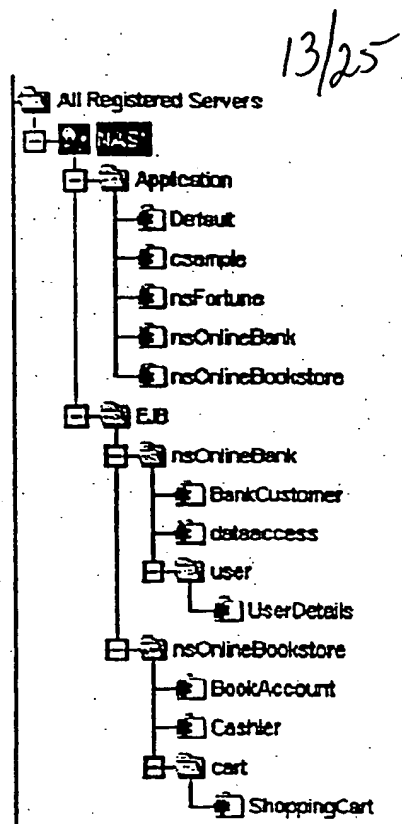 13/25
All Registered Servers
NAS
Application
Default
csample
nsFortune
nsOnlineBank
nsOnlineBookstore
EJB
nsOnlineBank
BankCustomer
dataaccess
user
UserDetails
nsOnlineBookstore
BookAccount
Cashier
cart
ShoppingCart